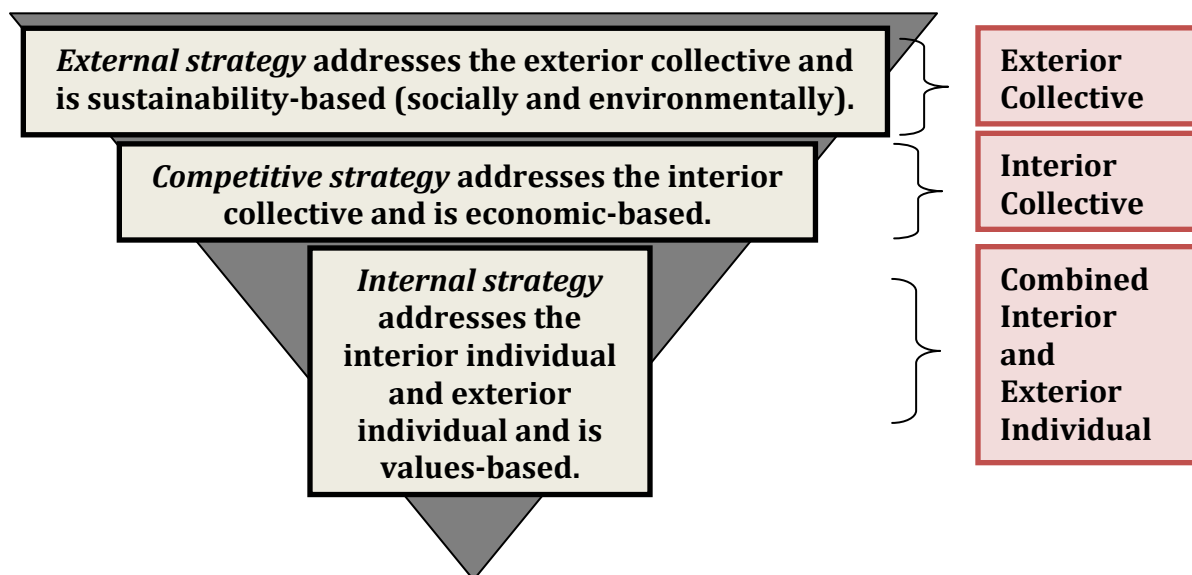 External strategy addresses the exterior collective and
is sustainability-based (socially and environmentally).
Exterior
Collective
Competitive strategy addresses the interior
collective and is economic-based.
Interior
Collective
Internal strategy
addresses the
interior individual
and exterior
individual and is
values-based.
Combined
Interior
and
Exterior
Individual